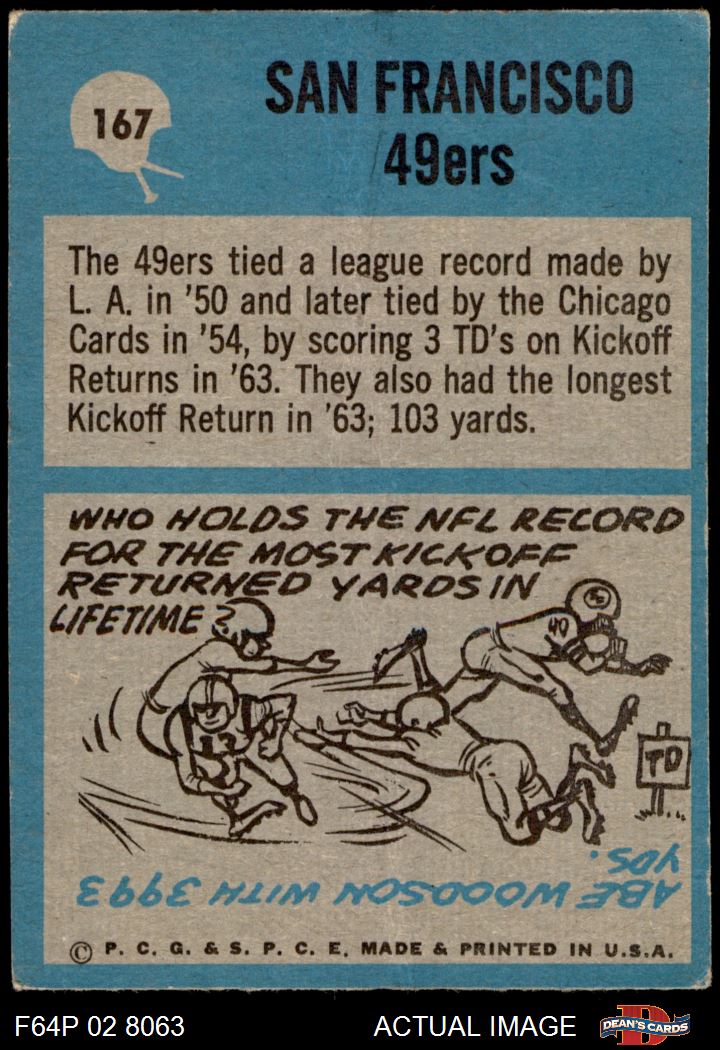 167
SAN FRANCISCO
49ers
The 49ers tied a league record made by
L. A. in '50 and later tied by the Chicago
Cards in '54, by scoring 3 TD's on Kickoff
Returns in '63. They also had the longest
Kickoff Return in '63; 103 yards.
WHO HOLDS THE NFL RECORD
FOR THE MOST KICKOFF
RETURNED YARDS IN
LIFETIME?
40
13
TD
ABE WOODSON WITH 3993
YDS.
© P. C. G. & S. P. C. E. MADE & PRINTED IN U.S.A.
F64P 02 8063
ACTUAL IMAGE
D
DEAN'S CARDS